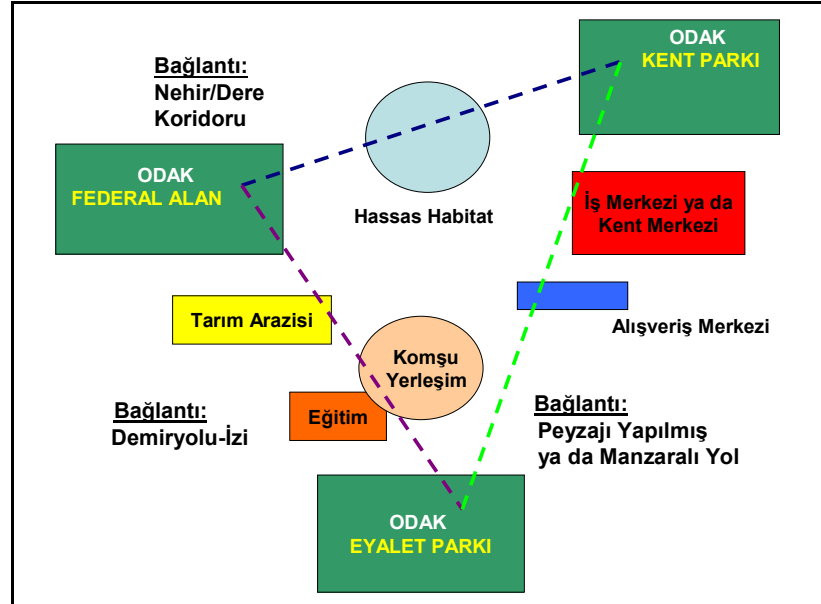 ODAK
KENT PARKI
Bağlantı:
Nehir/Dere
Koridoru
ODAK
FEDERAL ALAN
Hassas Habitat
İş Merkezi ya da
Kent Merkezi
Tarım Arazisi
Alışveriş Merkezi
Komşu
Yerleşim
Eğitim
Bağlantı:
Demiryolu-İzi
Bağlantı:
Peyzajı Yapılmış
ya da Manzaralı Yol
ODAK
EYALET PARKI